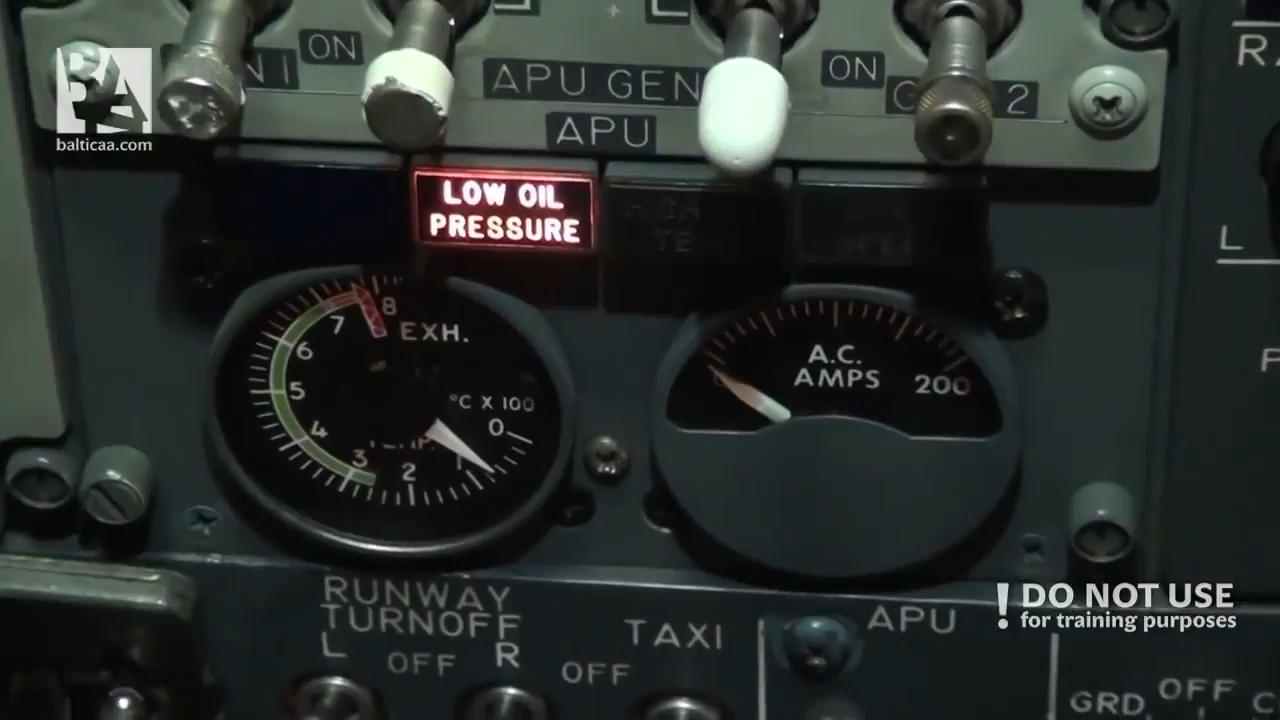 BA
balticaa.com
ON
APU GEN
ON
2
APU
LOW OIL
PRESSURE
8
7
EXH.
6
5
°C X 100
4
0
3
2
A.C.
AMPS
200
L
RUNWAY
TURNOFF
L
OFF
R
OFF
TAXI
APU
GRD
OFF
! DO NOT USE
for training purposes